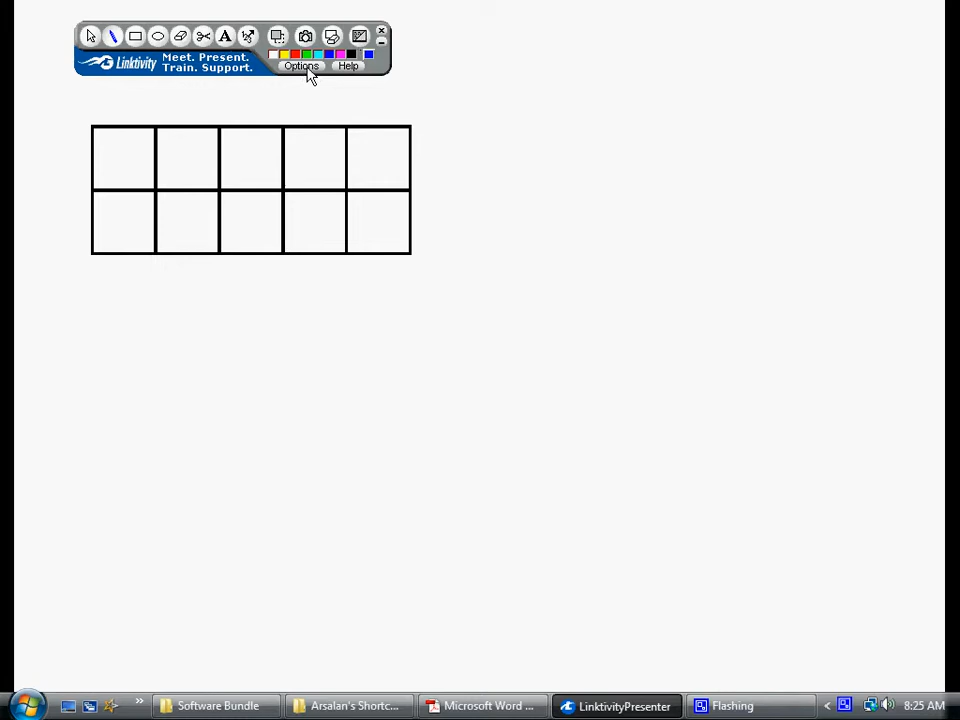 A
Linktivity Meet. Present.
Train. Support.
Options Help
Software Bundle Arsalan's Shortc... Microsoft Word ... LinktivityPresenter Flashing 8:25 AM